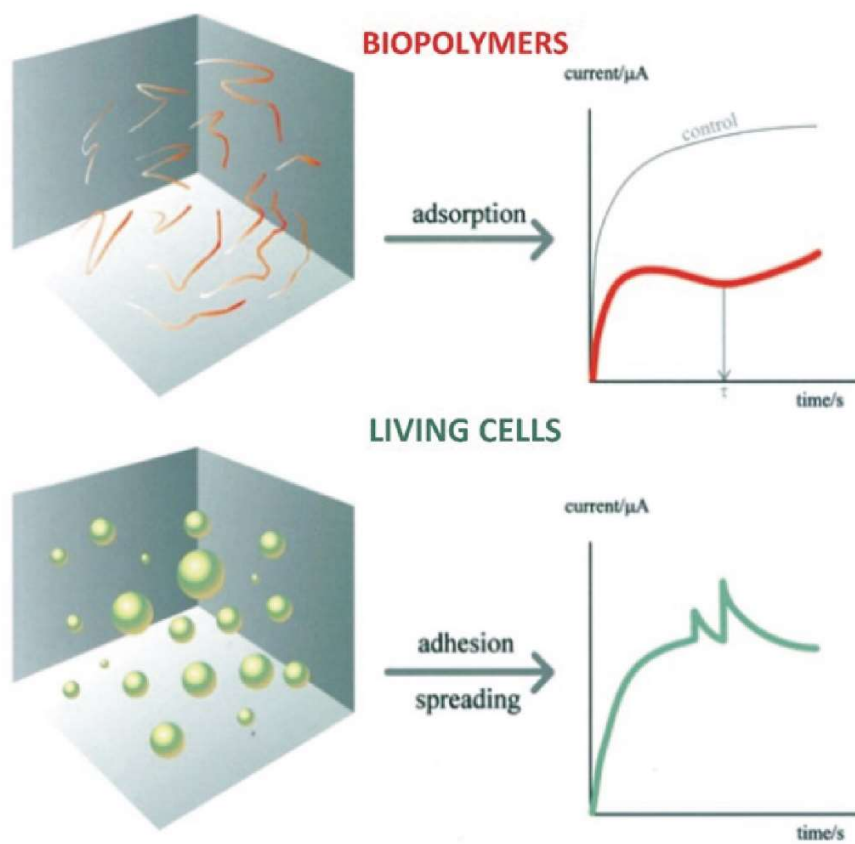 BIOPOLYMERS
current/μA
control
adsorption
τ
time/s
LIVING CELLS
current/μA
adhesion
spreading
time/s